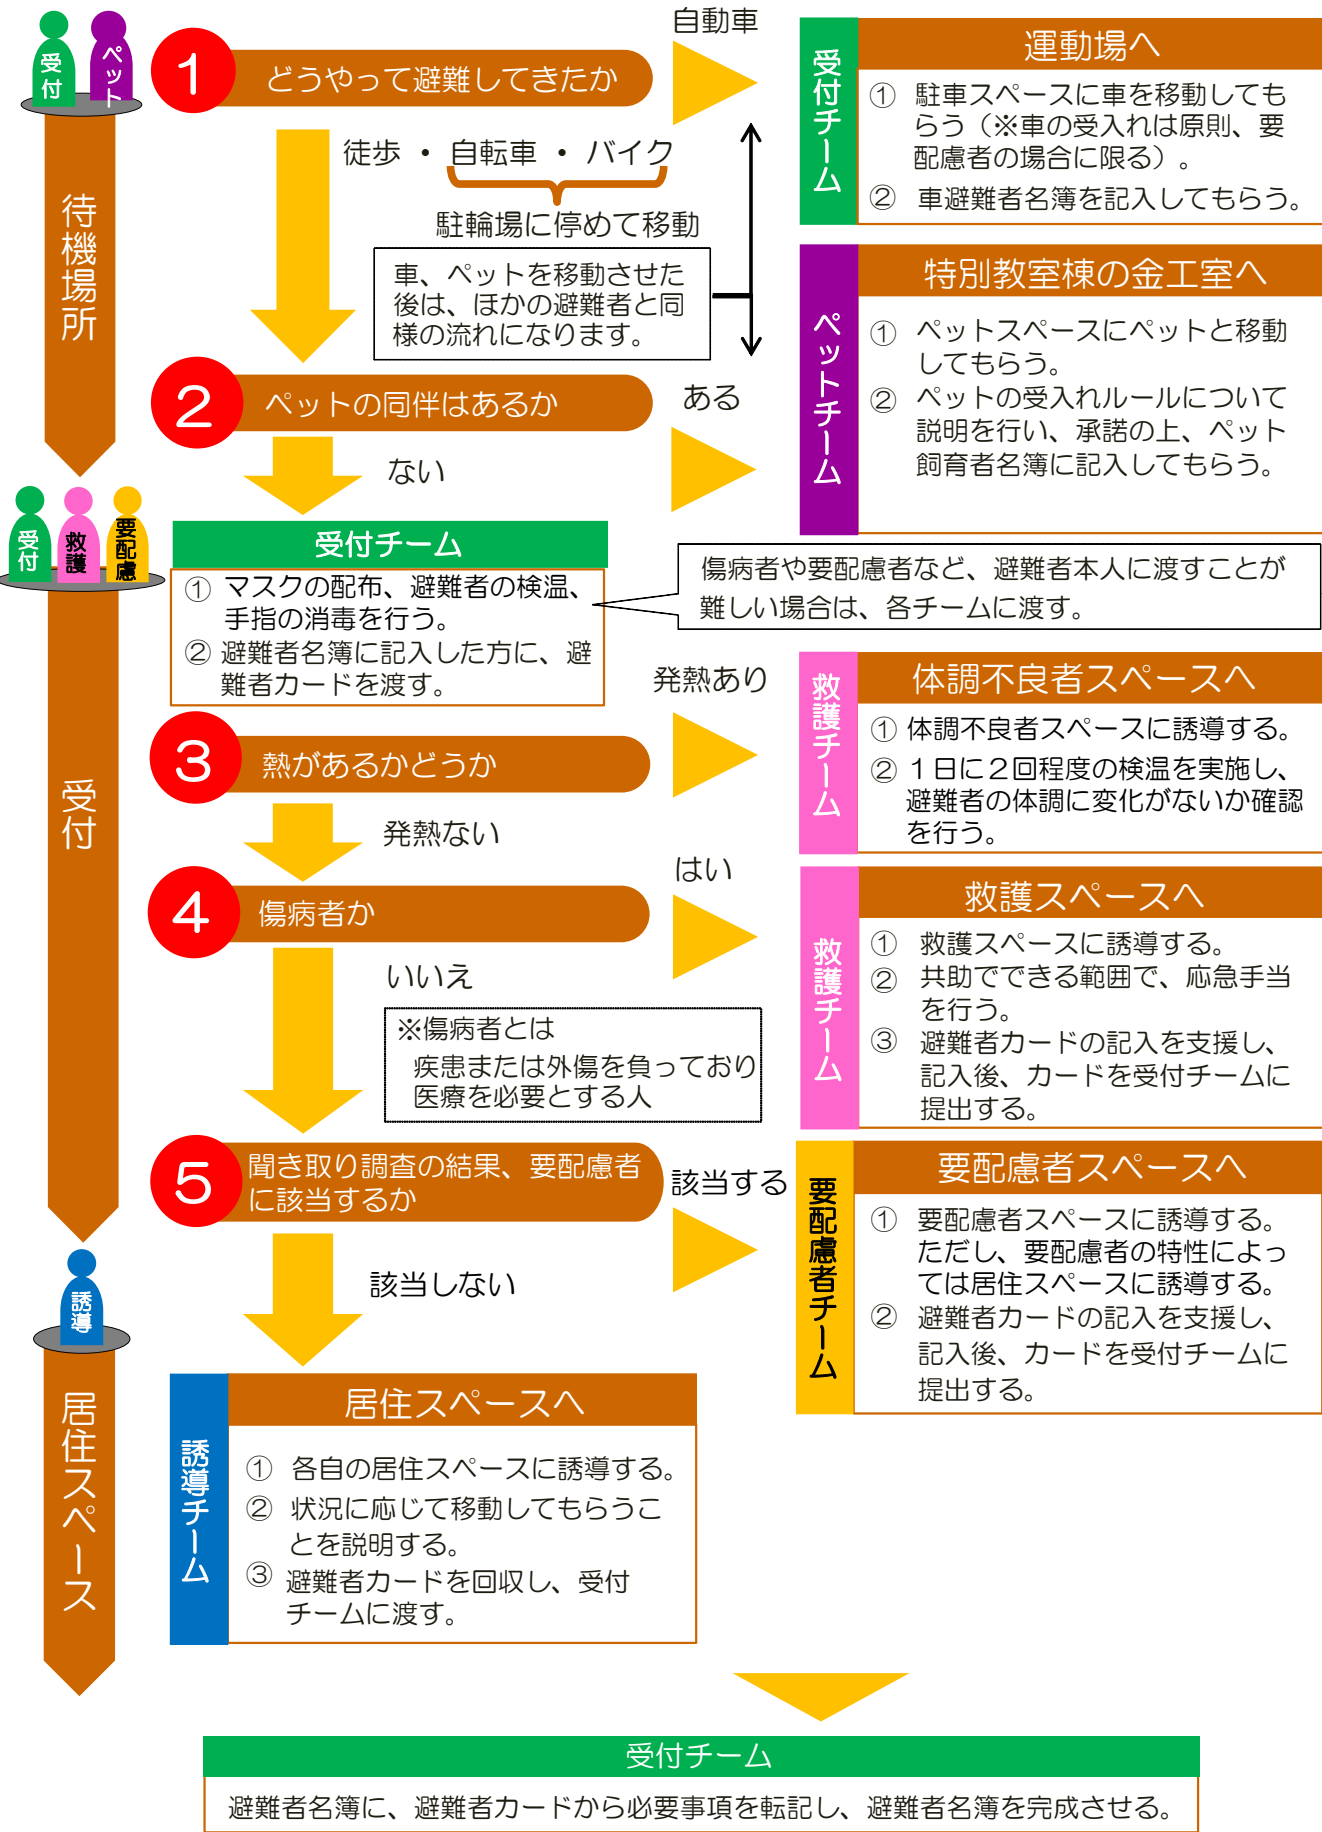 受付
ペット
待機場所
1
どうやって避難してきたか
自動車
徒歩 ・ 自転車 ・ バイク
駐輪場に停めて移動
車、ペットを移動させた
後は、ほかの避難者と同
様の流れになります。
受付チーム
運動場へ
① 駐車スペースに車を移動しても
らう（※車の受入れは原則、要
配慮者の場合に限る）。
② 車避難者名簿を記入してもらう。
2
ペットの同伴はあるか
ある
ない
ペットチーム
特別教室棟の金工室へ
① ペットスペースにペットと移動
してもらう。
② ペットの受入れルールについて
説明を行い、承諾の上、ペット
飼育者名簿に記入してもらう。
受付
救護
要配慮
受付
受付チーム
① マスクの配布、避難者の検温、
手指の消毒を行う。
② 避難者名簿に記入した方に、避
難者カードを渡す。
傷病者や要配慮者など、避難者本人に渡すことが
難しい場合は、各チームに渡す。
3
熱があるかどうか
発熱あり
発熱ない
救護チーム
体調不良者スペースへ
① 体調不良者スペースに誘導する。
② １日に２回程度の検温を実施し、
避難者の体調に変化がないか確認
を行う。
4
傷病者か
はい
いいえ
※傷病者とは
疾患または外傷を負っており
医療を必要とする人
救護チーム
救護スペースへ
① 救護スペースに誘導する。
② 共助でできる範囲で、応急手当
を行う。
③ 避難者カードの記入を支援し、
記入後、カードを受付チームに
提出する。
5
聞き取り調査の結果、要配慮者
に該当するか
該当する
該当しない
要配慮者チーム
要配慮者スペースへ
① 要配慮者スペースに誘導する。
ただし、要配慮者の特性によっ
ては居住スペースに誘導する。
② 避難者カードの記入を支援し、
記入後、カードを受付チームに
提出する。
誘導
居住スペース
誘導チーム
居住スペースへ
① 各自の居住スペースに誘導する。
② 状況に応じて移動してもらうこ
とを説明する。
③ 避難者カードを回収し、受付
チームに渡す。
受付チーム
避難者名簿に、避難者カードから必要事項を転記し、避難者名簿を完成させる。